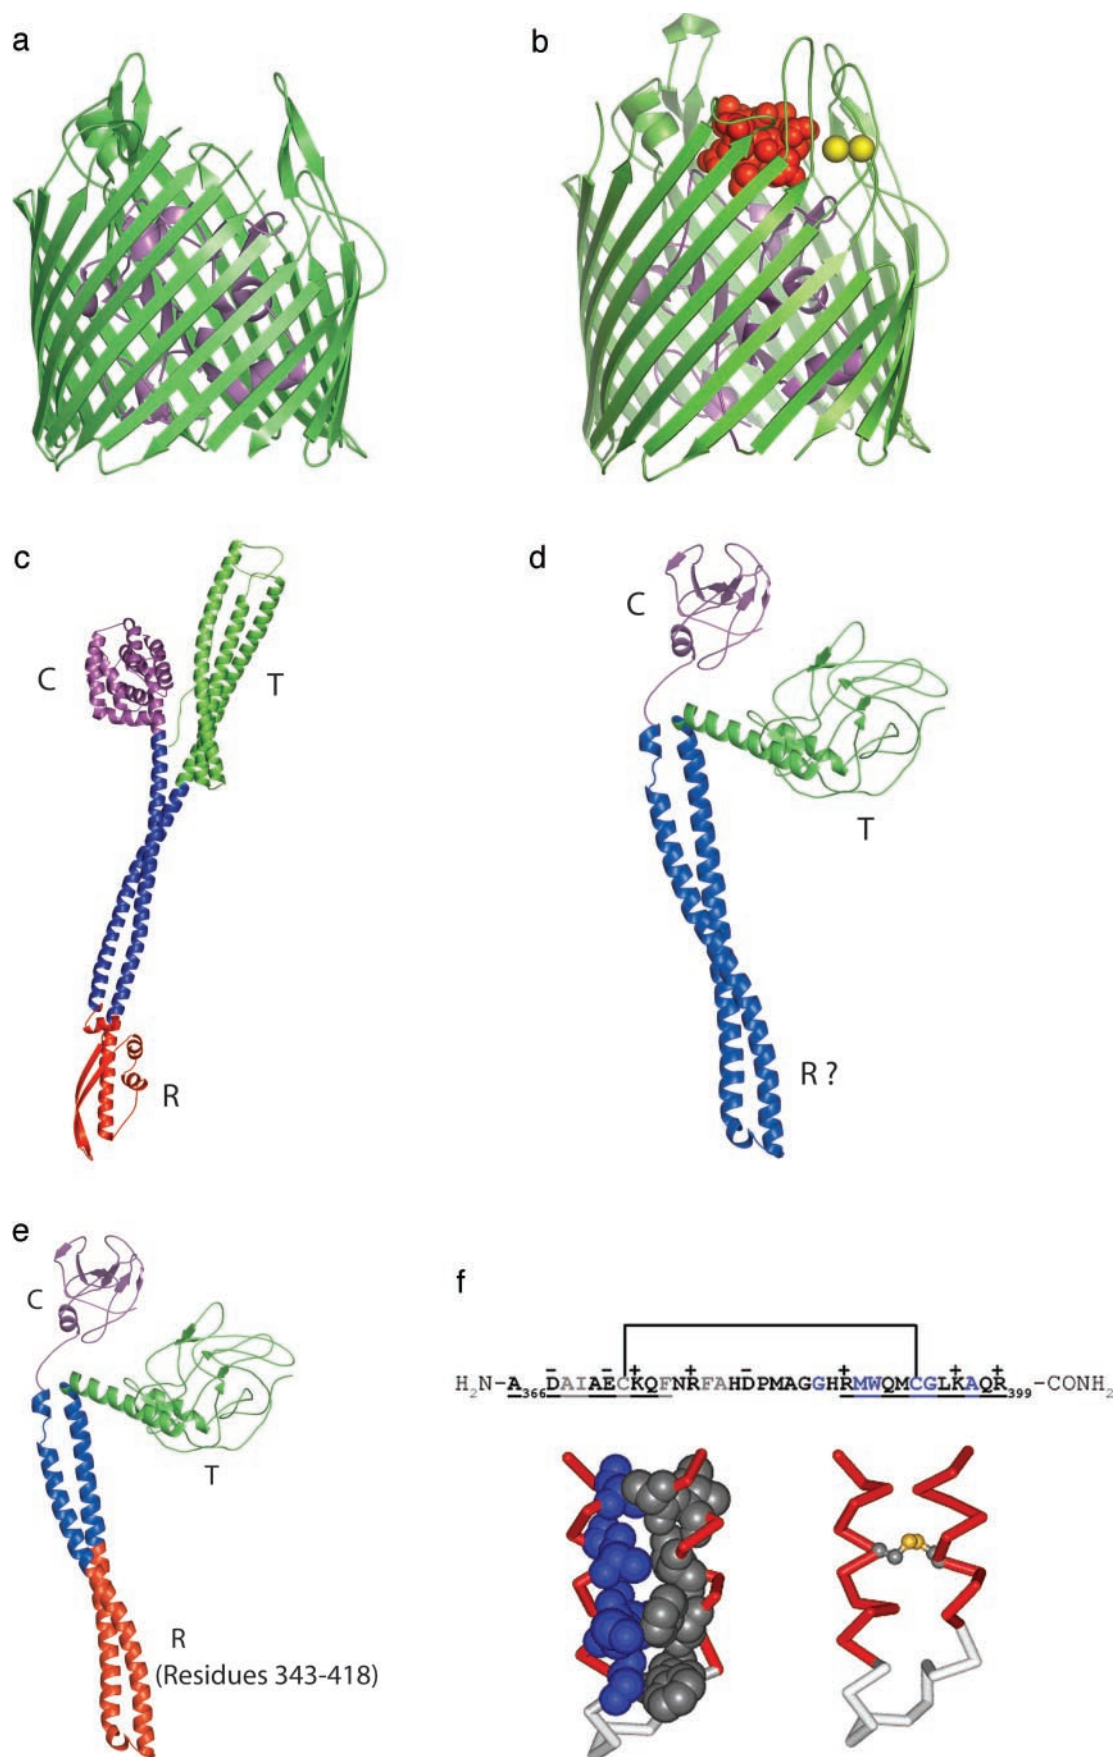 a
b
c
C
T
R
d
C
T
R ?
e
C
T
R
(Residues 343-418)
f
− − + + − + + +
H₂N-A₃₆₆DAIAECKQFNRFAHDPMAGGHRMWQMCGLKAQR₃₉₉-CONH₂